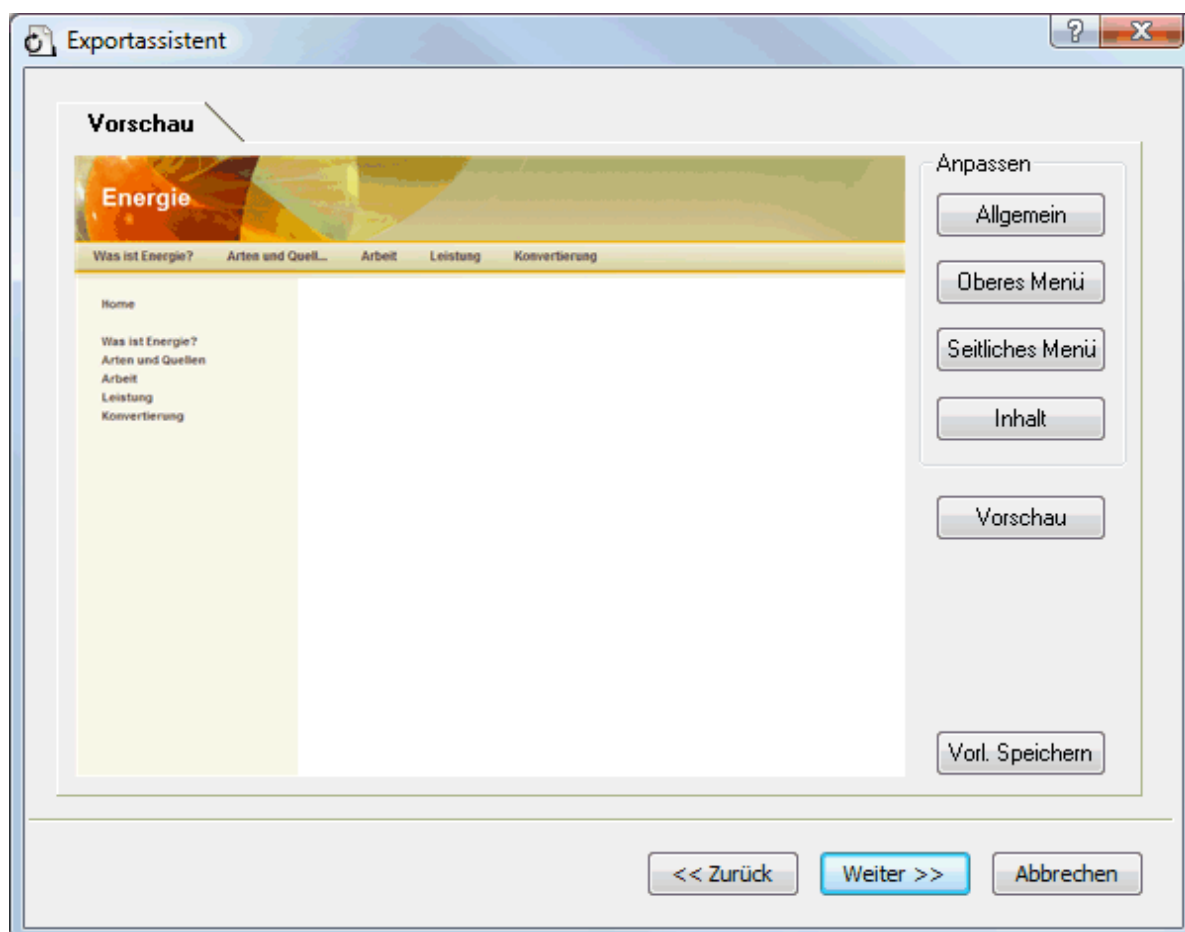 Exportassistent
Vorschau
Energie
Was ist Energie? Arten und Quell... Arbeit Leistung Konvertierung
Home
Was ist Energie?
Arten und Quellen
Arbeit
Leistung
Konvertierung
Anpassen
Allgemein
Oberes Menü
Seitliches Menü
Inhalt
Vorschau
Vorl. Speichern
<< Zurück Weiter >> Abbrechen